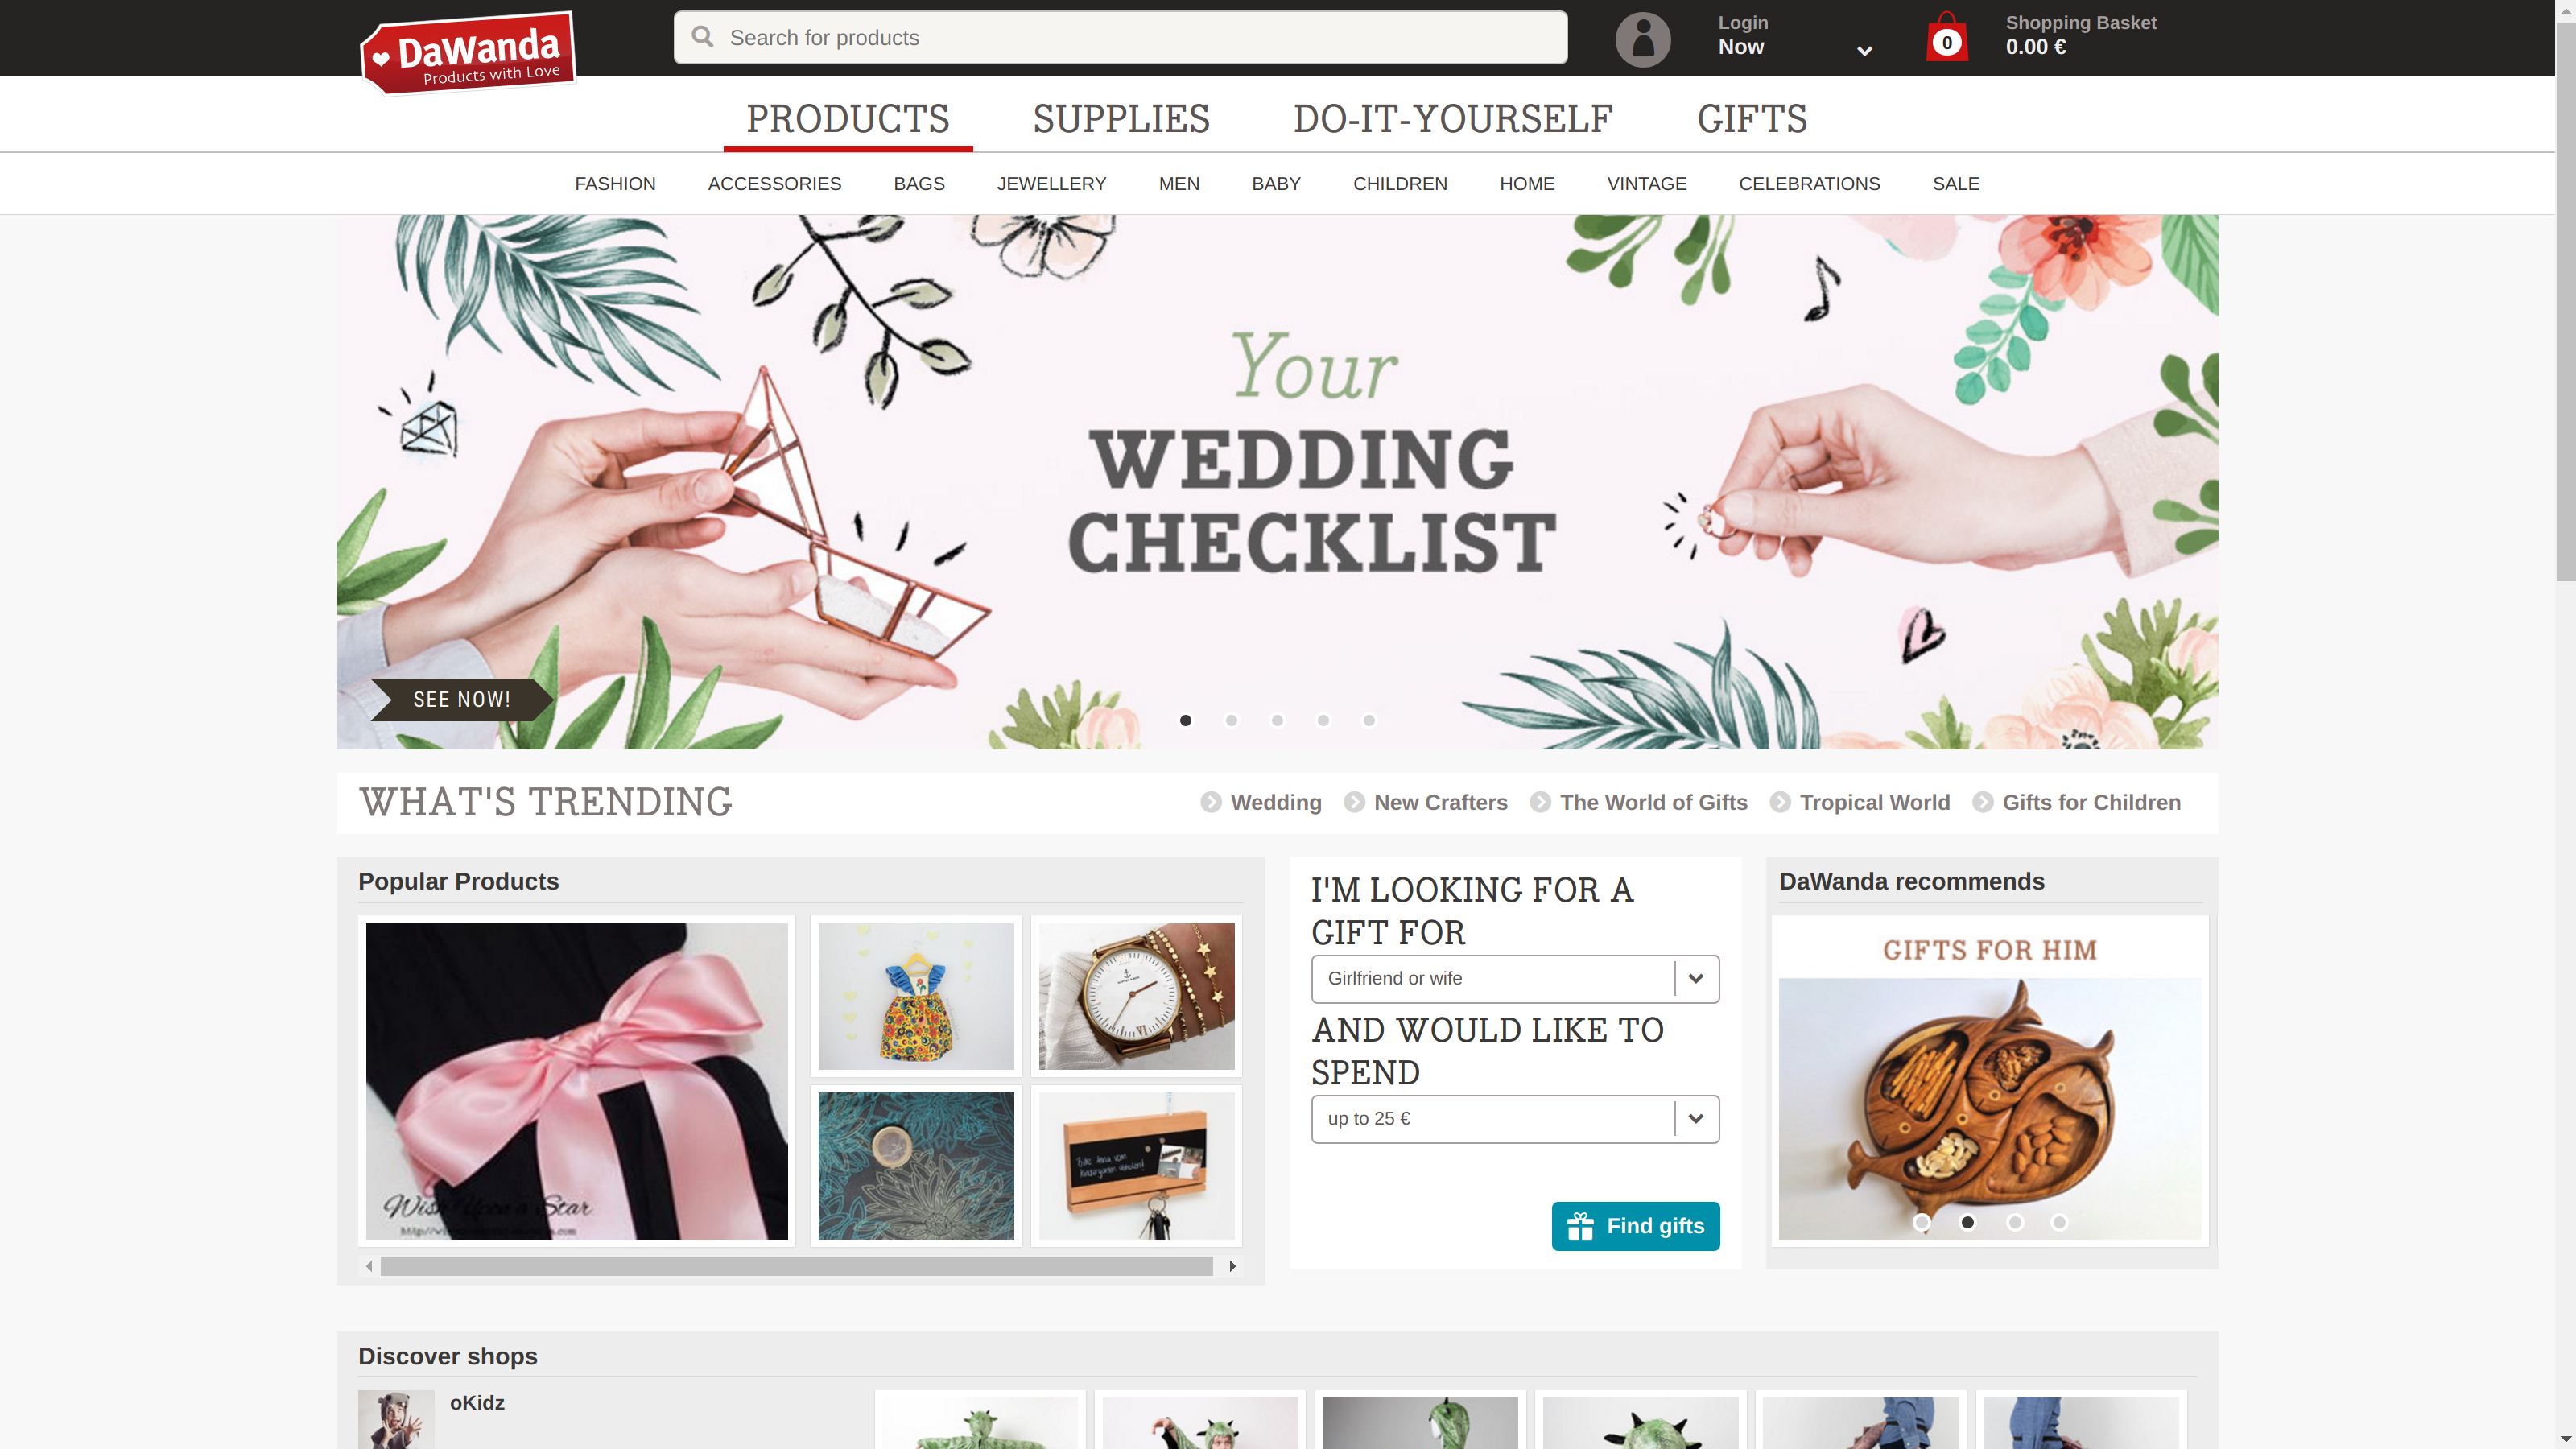 DaWanda
Products with Love
Search for products
Login
Now
0
Shopping Basket
0.00 €
PRODUCTS SUPPLIES DO-IT-YOURSELF GIFTS
FASHION ACCESSORIES BAGS JEWELLERY MEN BABY CHILDREN HOME VINTAGE CELEBRATIONS SALE
Your
WEDDING
CHECKLIST
SEE NOW!
WHAT'S TRENDING
Wedding New Crafters The World of Gifts Tropical World Gifts for Children
Popular Products
Wish Upon a Star
I'M LOOKING FOR A
GIFT FOR
Girlfriend or wife
AND WOULD LIKE TO
SPEND
up to 25 €
Find gifts
DaWanda recommends
GIFTS FOR HIM
Discover shops
oKidz